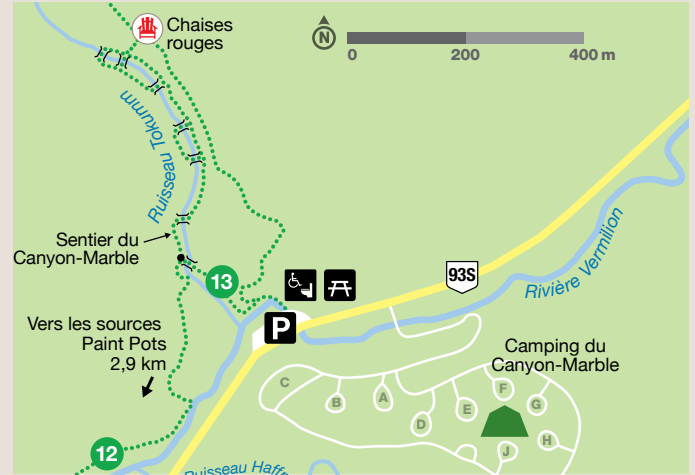 Chaises
rouges
N
0 200 400 m
Ruisseau Tokumm
Sentier du
Canyon-Marble
13
93S
Rivière Vermilion
P
Vers les sources
Paint Pots
2,9 km
Camping du
Canyon-Marble
C
B
A
D
E
F
G
H
J
12
Ruisseau